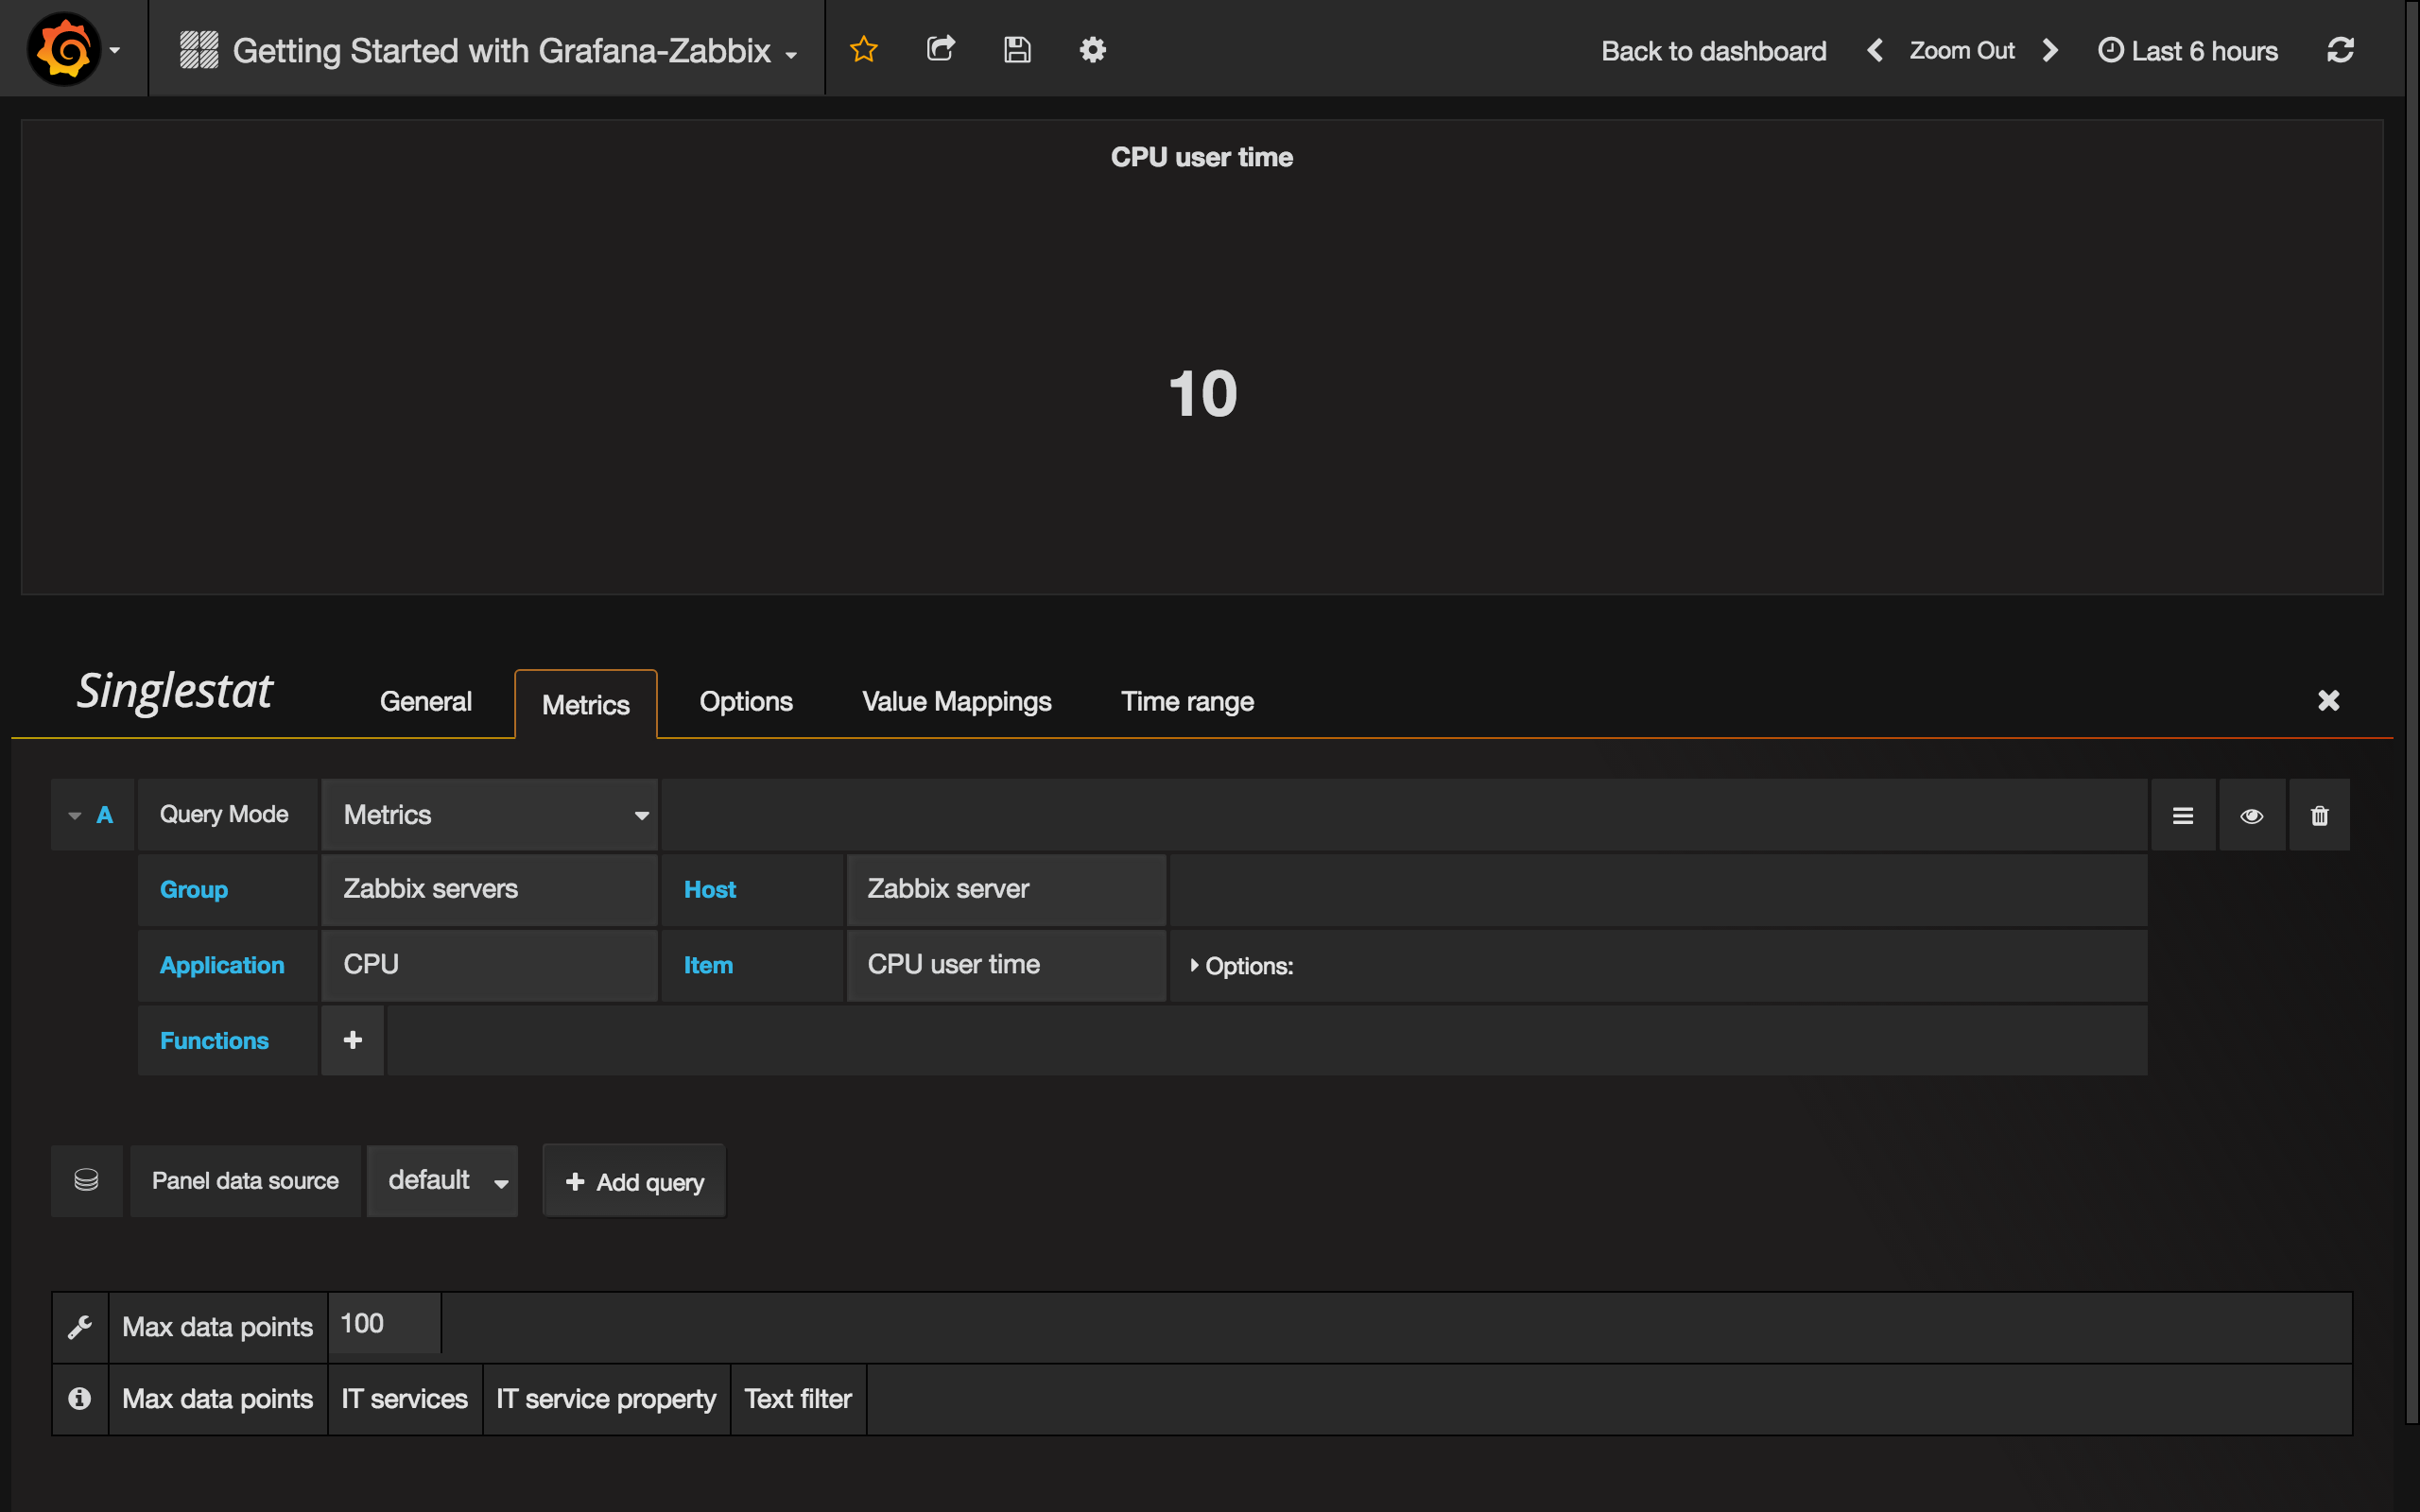 Getting Started with Grafana-Zabbix
Back to dashboard Zoom Out Last 6 hours
CPU user time
10
Singlestat General Metrics Options Value Mappings Time range
A Query Mode Metrics
Group Zabbix servers Host Zabbix server
Application CPU Item CPU user time Options:
Functions
Panel data source default Add query
Max data points 100
Max data points IT services IT service property Text filter